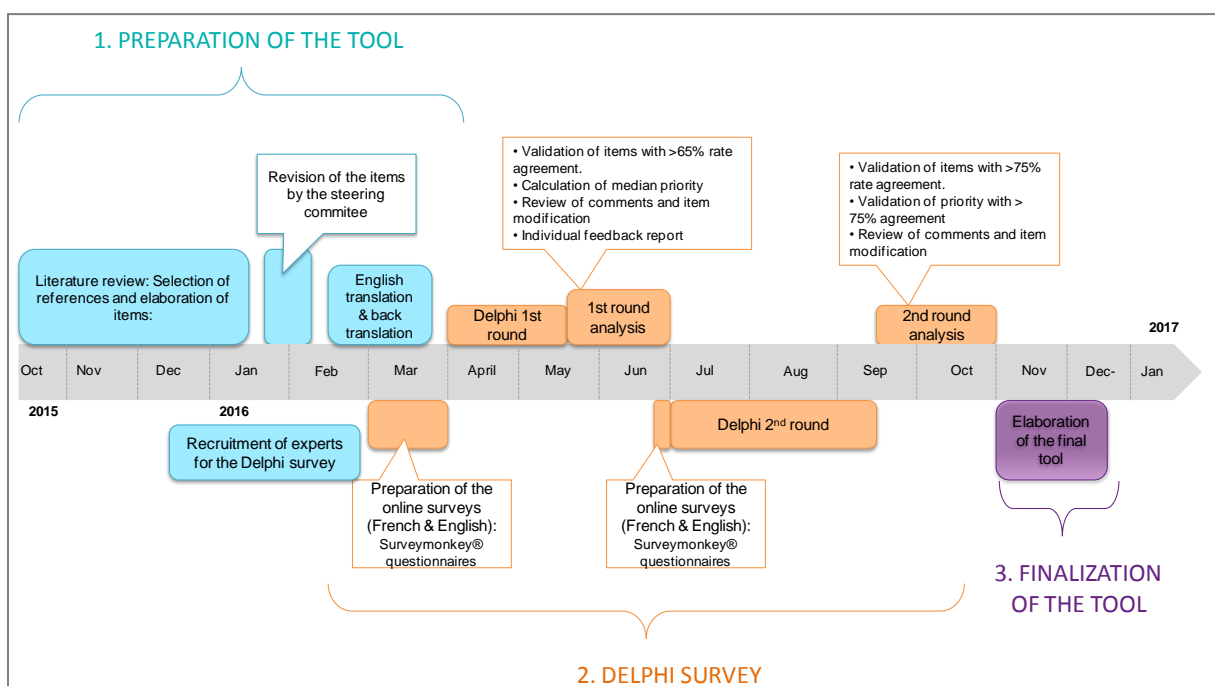 1. PREPARATION OF THE TOOL
Revision of the items
by the steering
commitee
• Validation of items with >65% rate
agreement.
• Calculation of median priority
• Review of comments and item
modification
• Individual feedback report
• Validation of items with >75%
rate agreement.
• Validation of priority with >
75% agreement
• Review of comments and item
modification
Literature review: Selection of
references and elaboration of
items:
English
translation
& back
translation
Delphi 1st
round
1st round
analysis
2nd round
analysis
2017
Oct Nov Dec Jan Feb Mar April May Jun Jul Aug Sep Oct Nov Dec- Jan
2015
2016
Recruitment of experts
for the Delphi survey
Delphi 2nd round
Elaboration
of the final
tool
Preparation of the
online surveys
(French & English):
Surveymonkey®
questionnaires
Preparation of the
online surveys
(French & English):
Surveymonkey®
questionnaires
3. FINALIZATION
OF THE TOOL
2. DELPHI SURVEY